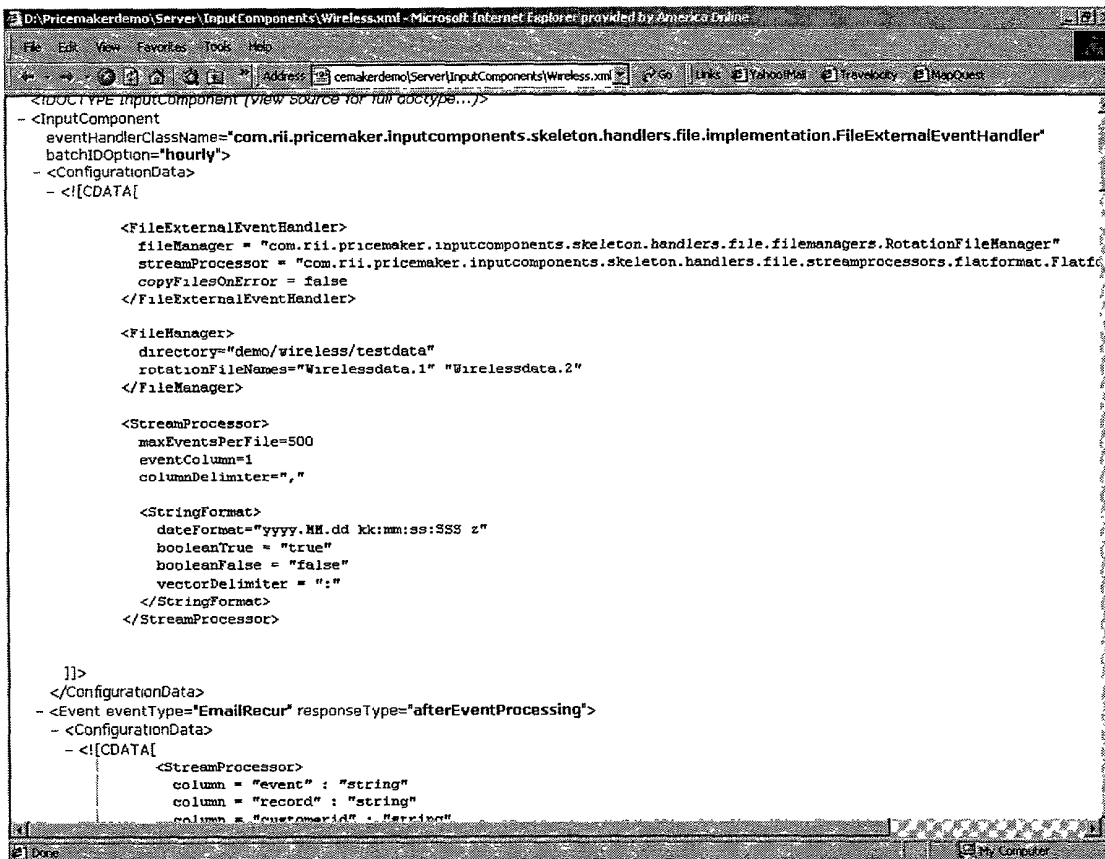 D:\Pricemakerdemo\Server\InputComponents\Wireless.xml - Microsoft Internet Explorer provided by America Online
File Edit View Favorites Tools Help
Address cemakerdemo\Server\InputComponents\Wireless.xml Go Links Yahoo!Mail Travelocity MapQuest
<!DOCTYPE InputComponent (View Source for full doctype...)>
- <InputComponent
eventHandlerClassName="com.rii.pricemaker.inputcomponents.skeleton.handlers.file.implementation.FileExternalEventHandler"
batchIDOption="hourly">
- <ConfigurationData>
- <![CDATA[
<FileExternalEventHandler>
fileManager = "com.rii.pricemaker.inputcomponents.skeleton.handlers.file.filemanagers.RotationFileManager"
streamProcessor = "com.rii.pricemaker.inputcomponents.skeleton.handlers.file.streamprocessors.flatformat.Flatfo
copyFilesOnError = false
</FileExternalEventHandler>
<FileManager>
directory="demo/wireless/testdata"
rotationFileNames="Wirelessdata.1" "Wirelessdata.2"
</FileManager>
<StreamProcessor>
maxEventsPerFile=500
eventColumn=1
columnDelimiter=","
<StringFormat>
dateFormat="yyyy.MM.dd kk:mm:ss:SSS z"
booleanTrue = "true"
booleanFalse = "false"
vectorDelimiter = ":"
</StringFormat>
</StreamProcessor>
]]>
</ConfigurationData>
- <Event eventType="EmailRecur" responseType="afterEventProcessing">
- <ConfigurationData>
- <![CDATA[
<StreamProcessor>
column = "event" : "string"
column = "record" : "string"
column = "customerid" : "string"
Done My Computer